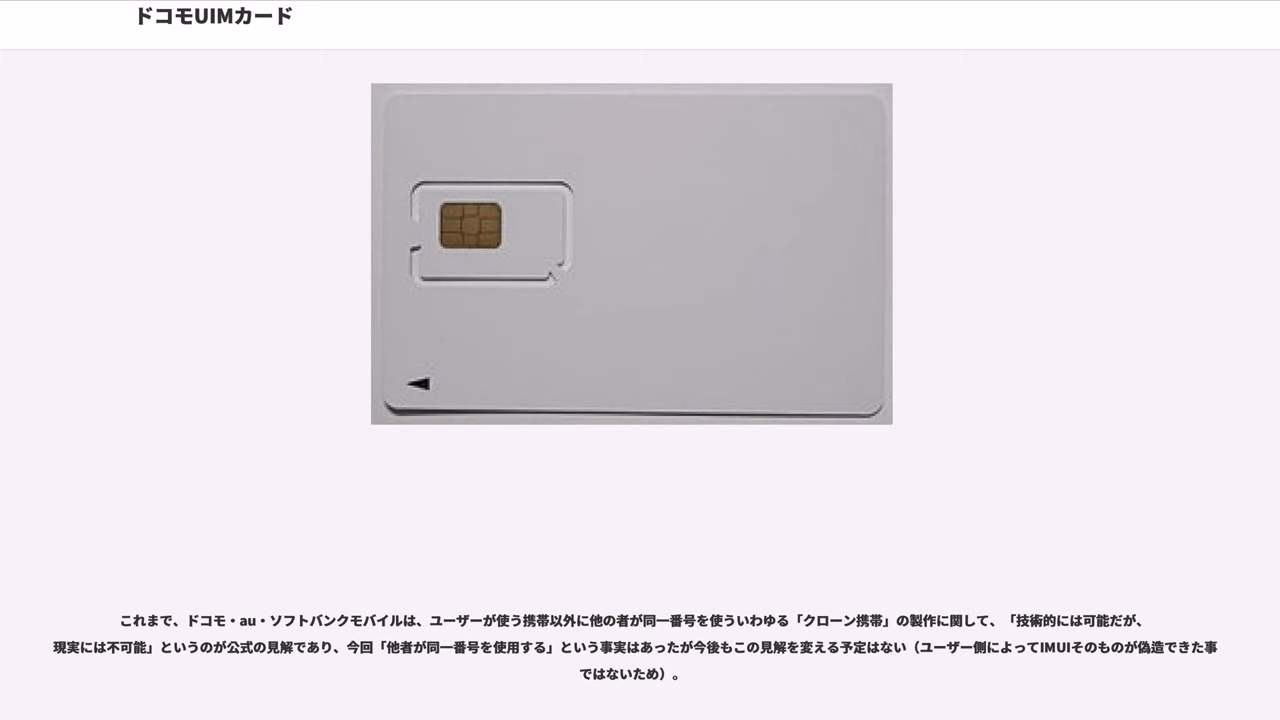 ドコモUIMカード
これまで、ドコモ・au・ソフトバンクモバイルは、ユーザーが使う携帯以外に他の者が同一番号を使ういわゆる「クローン携帯」の製作に関して、「技術的には可能だが、
現実には不可能」というのが公式の見解であり、今回「他者が同一番号を使用する」という事実はあったが今後もこの見解を変える予定はない（ユーザー側によってIMUIそのものが偽造できた事
ではないため）。